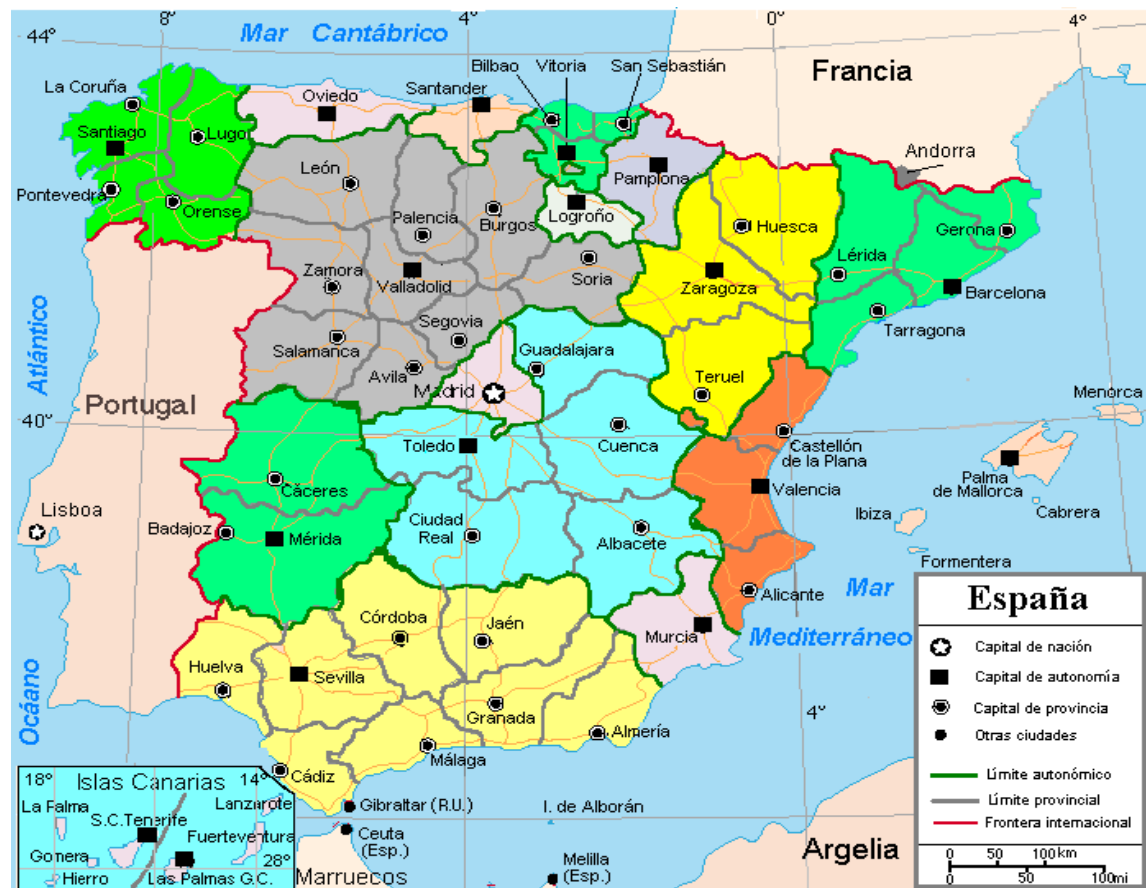 8°
4°
0°
4°
44°
Mar Cantábrico
Bilbao
Vitoria
San Sebastián
Francia
La Coruña
Oviedo
Santander
Santiago
Lugo
Andorra
León
Pamplona
Pontevedra
Orense
Palencia
Burgos
Logroño
Huesca
Gerona
Lérida
Zamora
Valladolid
Soria
Zaragoza
Barcelona
Tarragona
Segovia
Salamanca
Guadalajara
Avila
Madrid
Teruel
Atlántico
Portugal
Menorca
40°
Toledo
Cuenca
Castellón
de la Plana
Palma
de Mallorca
Cáceres
Valencia
Lisboa
Badajoz
Ciudad
Real
Albacete
Ibiza
Cabrera
Mérida
Formentera
Alicante
Mar
Mediterráneo
Córdoba
Jaén
Murcia
Huelva
Sevilla
Granada
Almería
4°
Ocáano
Málaga
Cádiz
Gibraltar (R.U.)
I. de Alborán
Ceuta
(Esp.)
Melilla
(Esp.)
Marruecos
Argelia
18°
Islas Canarias
14°
La Palma
Lanzarote
S.C.Tenerife
Fuerteventura
Gomera
28°
Hierro
Las Palmas G.C.
España
Capital de nación
Capital de autonomía
Capital de provincia
Otras ciudades
Límite autonómico
Límite provincial
Frontera internacional
0 50 100km
0 50 100mi